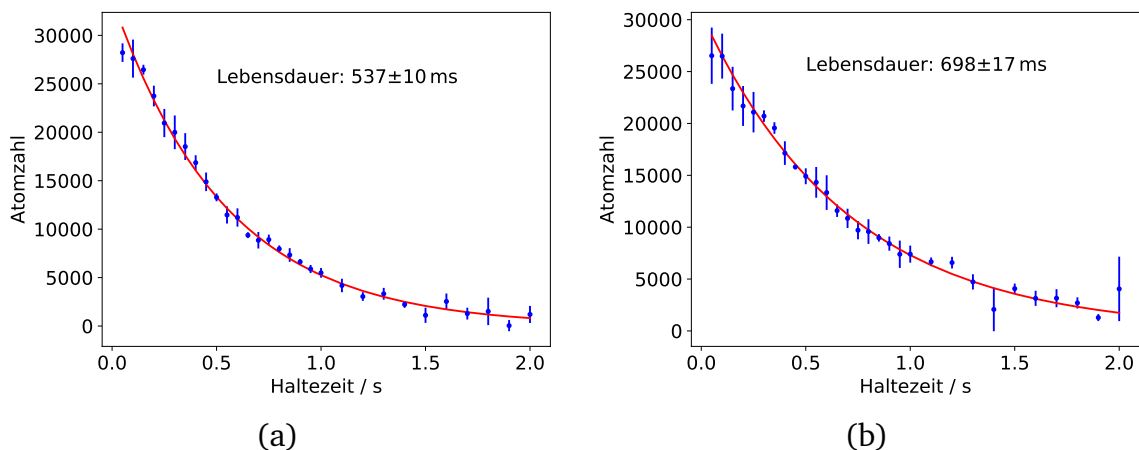 30000
25000
20000
15000
10000
5000
0
Atomzahl
Lebensdauer: 537±10 ms
0.0 0.5 1.0 1.5 2.0
Haltezeit / s
(a)
30000
25000
20000
15000
10000
5000
0
Atomzahl
Lebensdauer: 698±17 ms
0.0 0.5 1.0 1.5 2.0
Haltezeit / s
(b)